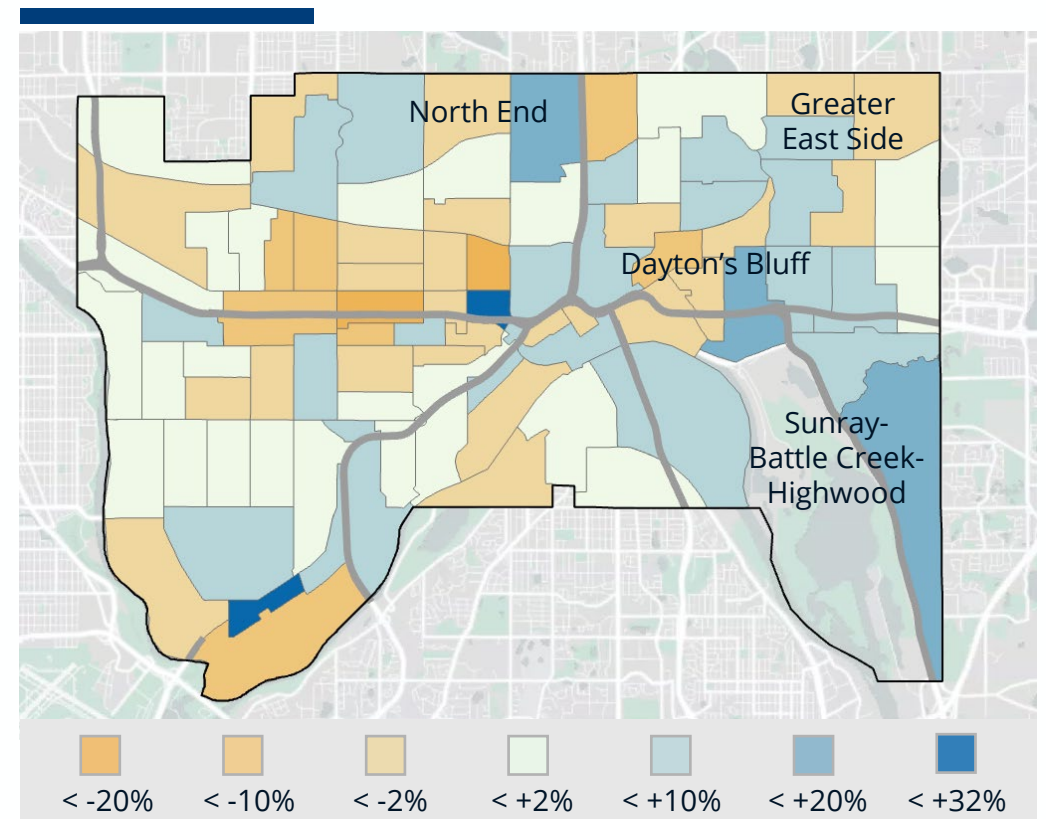 North End
Greater
East Side
Dayton's Bluff
Sunray-
Battle Creek-
Highwood
< -20%
< -10%
< -2%
< +2%
< +10%
< +20%
< +32%